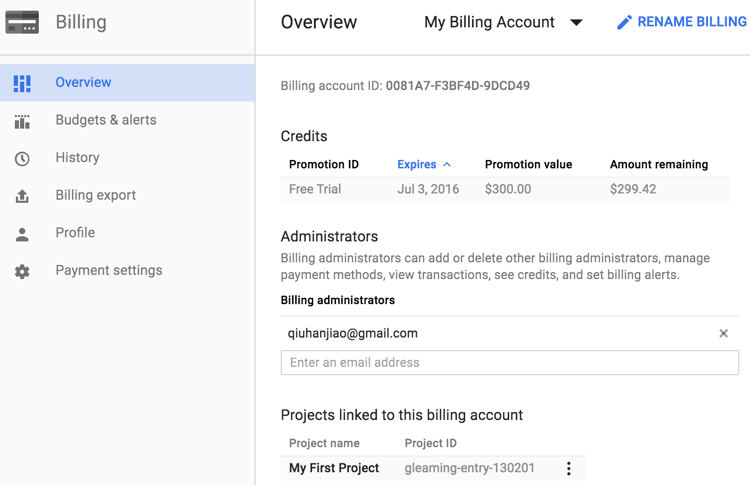 Billing
Overview
My Billing Account
RENAME BILLING
Overview
Budgets & alerts
History
Billing export
Profile
Payment settings
Billing account ID: 0081A7-F3BF4D-9DCD49
Credits
Promotion ID Expires Promotion value Amount remaining
Free Trial Jul 3, 2016 $300.00 $299.42
Administrators
Billing administrators can add or delete other billing administrators, manage
payment methods, view transactions, see credits, and set billing alerts.
Billing administrators
qiuhanjiao@gmail.com
Enter an email address
Projects linked to this billing account
Project name Project ID
My First Project gleaming-entry-130201